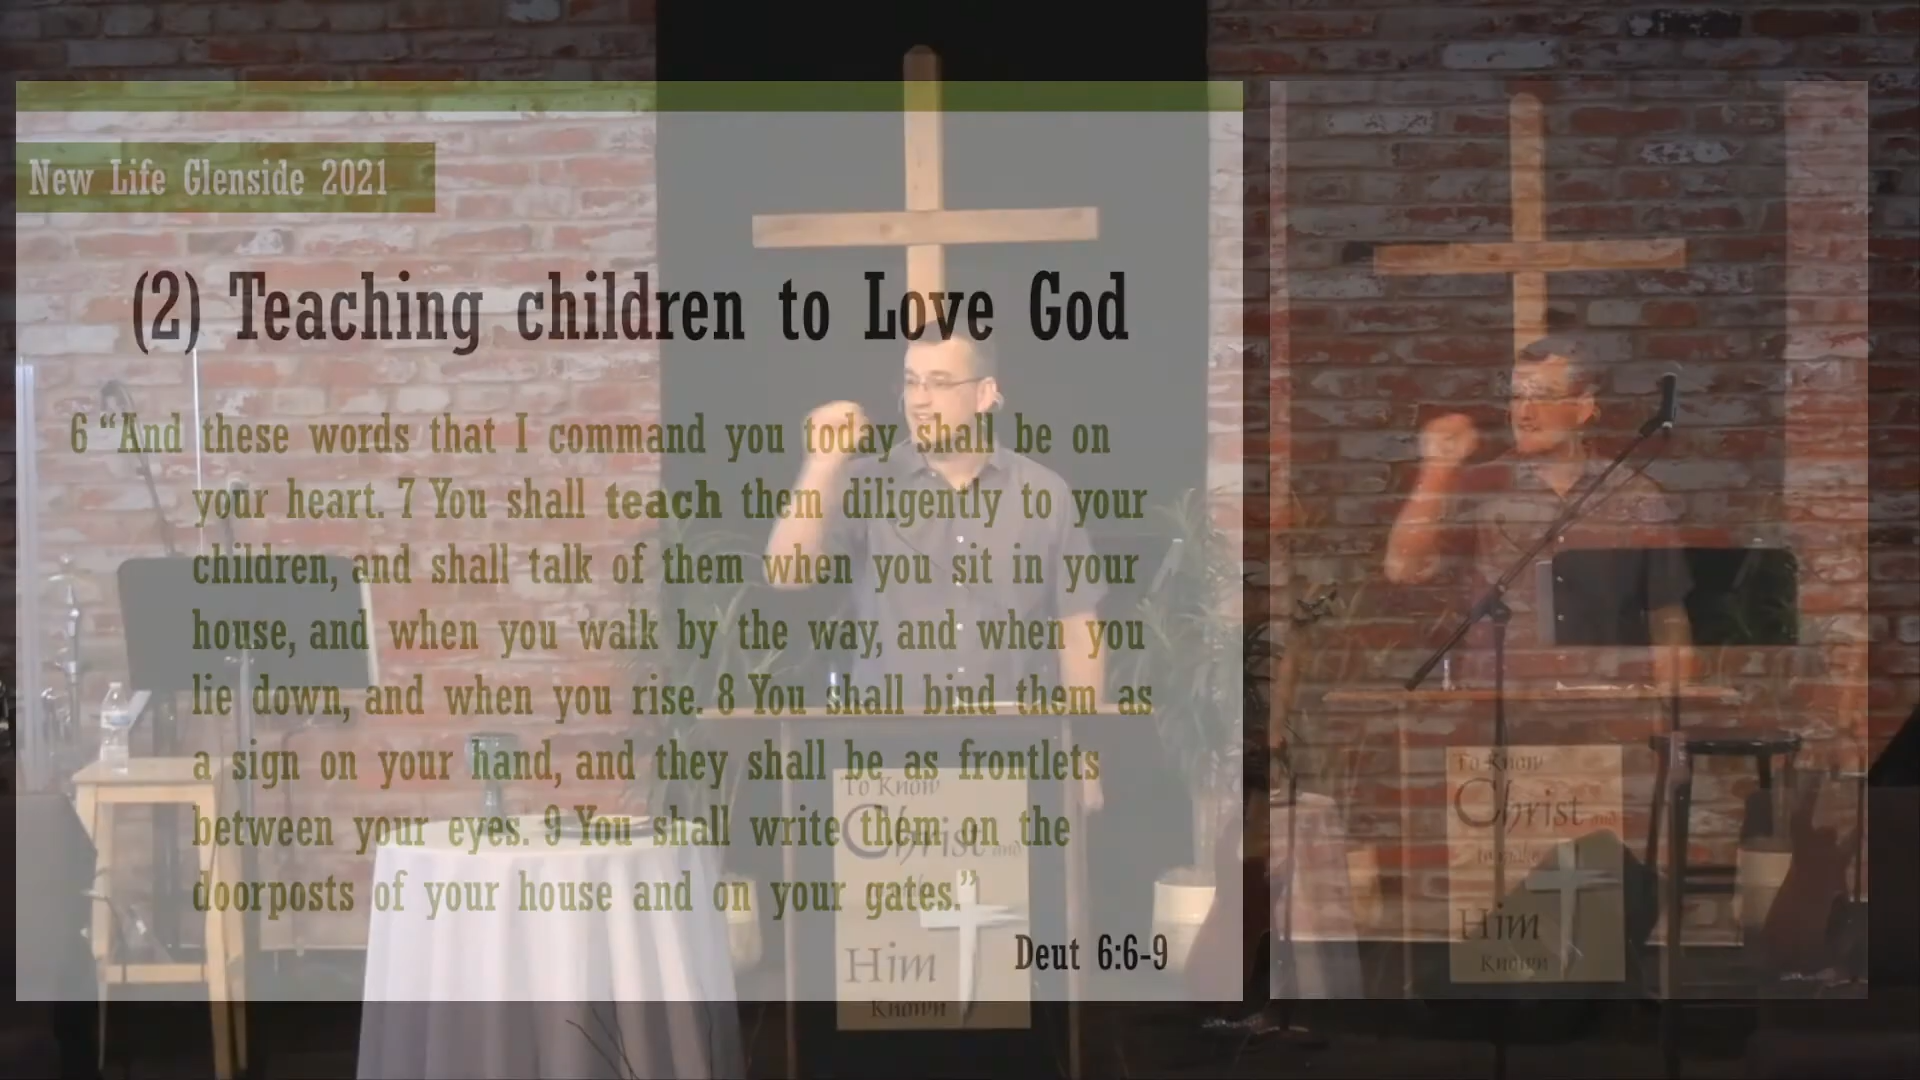 New Life Glenside 2021
(2) Teaching children to Love God
6 “And these words that I command you today shall be on
your heart. 7 You shall teach them diligently to your
children, and shall talk of them when you sit in your
house, and when you walk by the way, and when you
lie down, and when you rise. 8 You shall bind them as
a sign on your hand, and they shall be as frontlets
between your eyes. 9 You shall write them on the
doorposts of your house and on your gates.”
Deut 6:6-9
To Know
Christ and
Him
Known
To Know
Christ and
to make
Him
Known